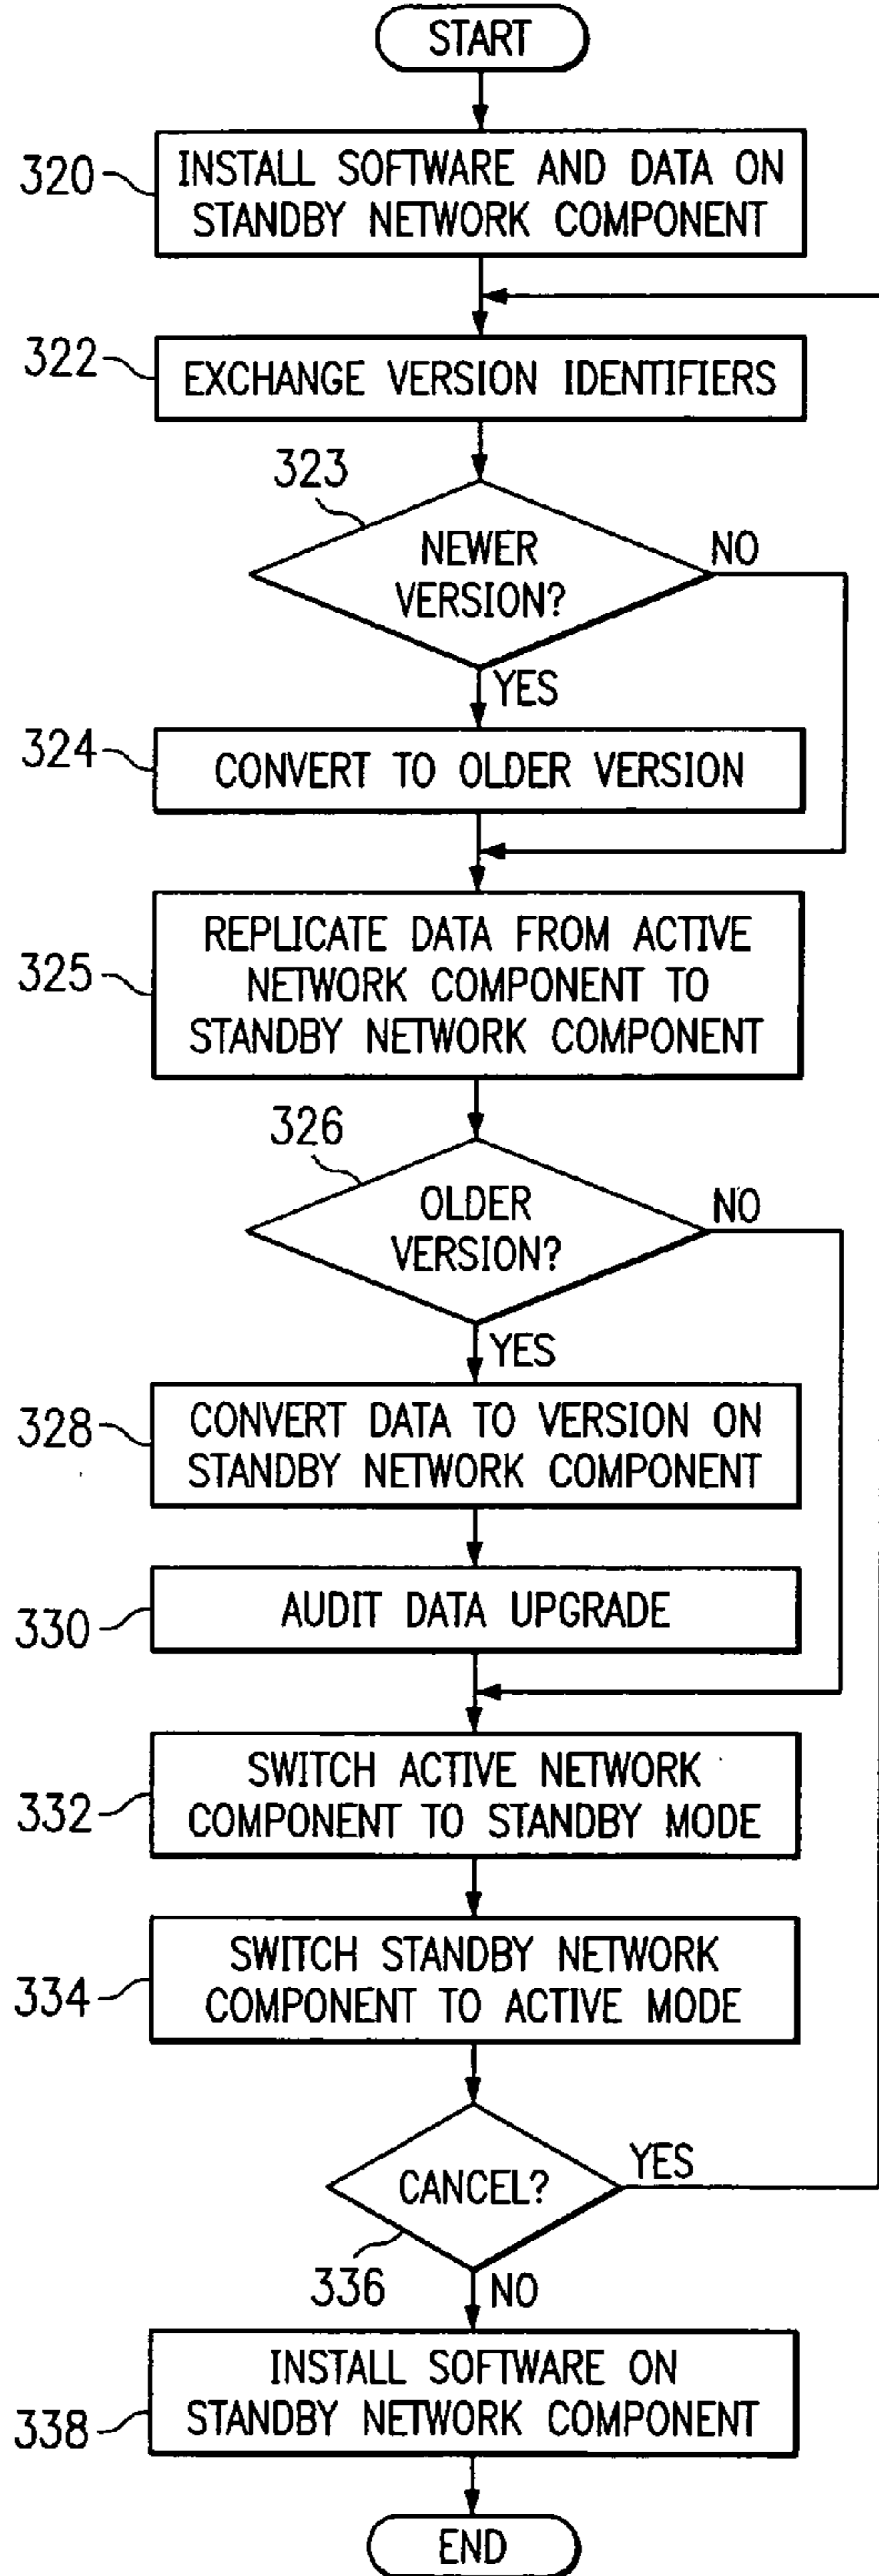 START
320
INSTALL SOFTWARE AND DATA ON
STANDBY NETWORK COMPONENT
322
EXCHANGE VERSION IDENTIFIERS
323
NEWER
VERSION?
NO
YES
324
CONVERT TO OLDER VERSION
325
REPLICATE DATA FROM ACTIVE
NETWORK COMPONENT TO
STANDBY NETWORK COMPONENT
326
OLDER
VERSION?
NO
YES
328
CONVERT DATA TO VERSION ON
STANDBY NETWORK COMPONENT
330
AUDIT DATA UPGRADE
332
SWITCH ACTIVE NETWORK
COMPONENT TO STANDBY MODE
334
SWITCH STANDBY NETWORK
COMPONENT TO ACTIVE MODE
CANCEL?
YES
336
NO
338
INSTALL SOFTWARE ON
STANDBY NETWORK COMPONENT
END